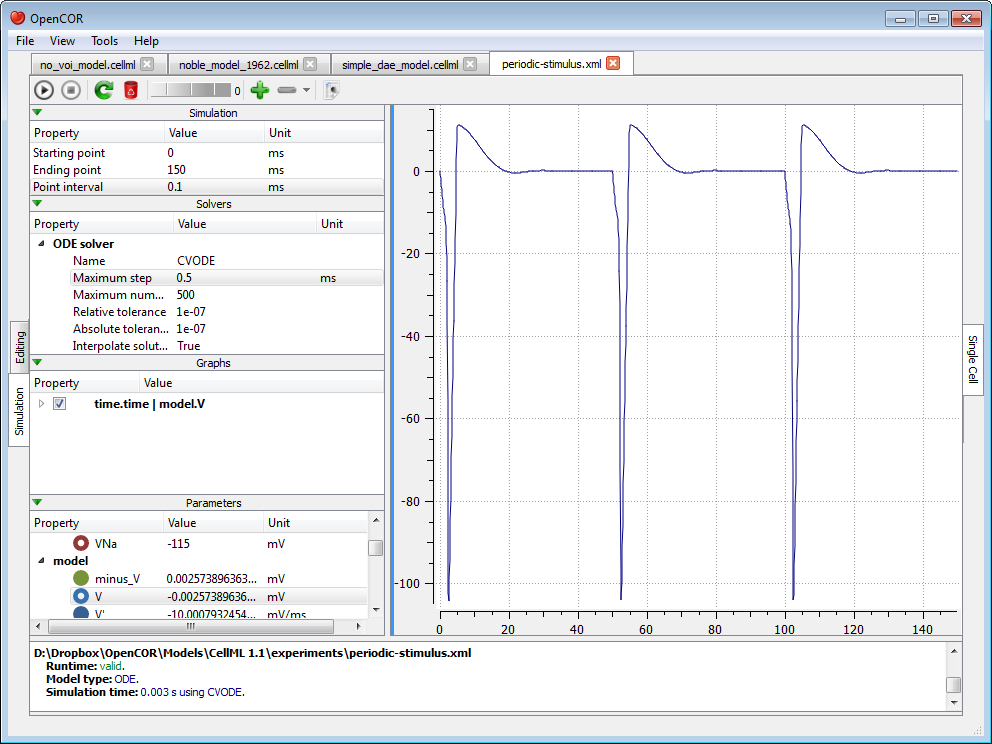 OpenCOR
File View Tools Help
no_voi_model.cellml noble_model_1962.cellml simple_dae_model.cellml periodic-stimulus.xml
0
Simulation
Property Value Unit
Starting point 0 ms
Ending point 150 ms
Point interval 0.1 ms
Solvers
Property Value Unit
ODE solver
Name CVODE
Maximum step 0.5 ms
Maximum num... 500
Relative tolerance 1e-07
Absolute toleran... 1e-07
Interpolate solut... True
Graphs
Property Value
time.time | model.V
Parameters
Property Value Unit
VNa -115 mV
model
minus_V 0.002573896363... mV
V -0.00257389636... mV
V' -10.0007932454... mV/ms
Editing
Simulation
0
-20
-40
-60
-80
-100
0 20 40 60 80 100 120 140
Single Cell
D:\Dropbox\OpenCOR\Models\CellML 1.1\experiments\periodic-stimulus.xml
Runtime: valid.
Model type: ODE.
Simulation time: 0.003 s using CVODE.